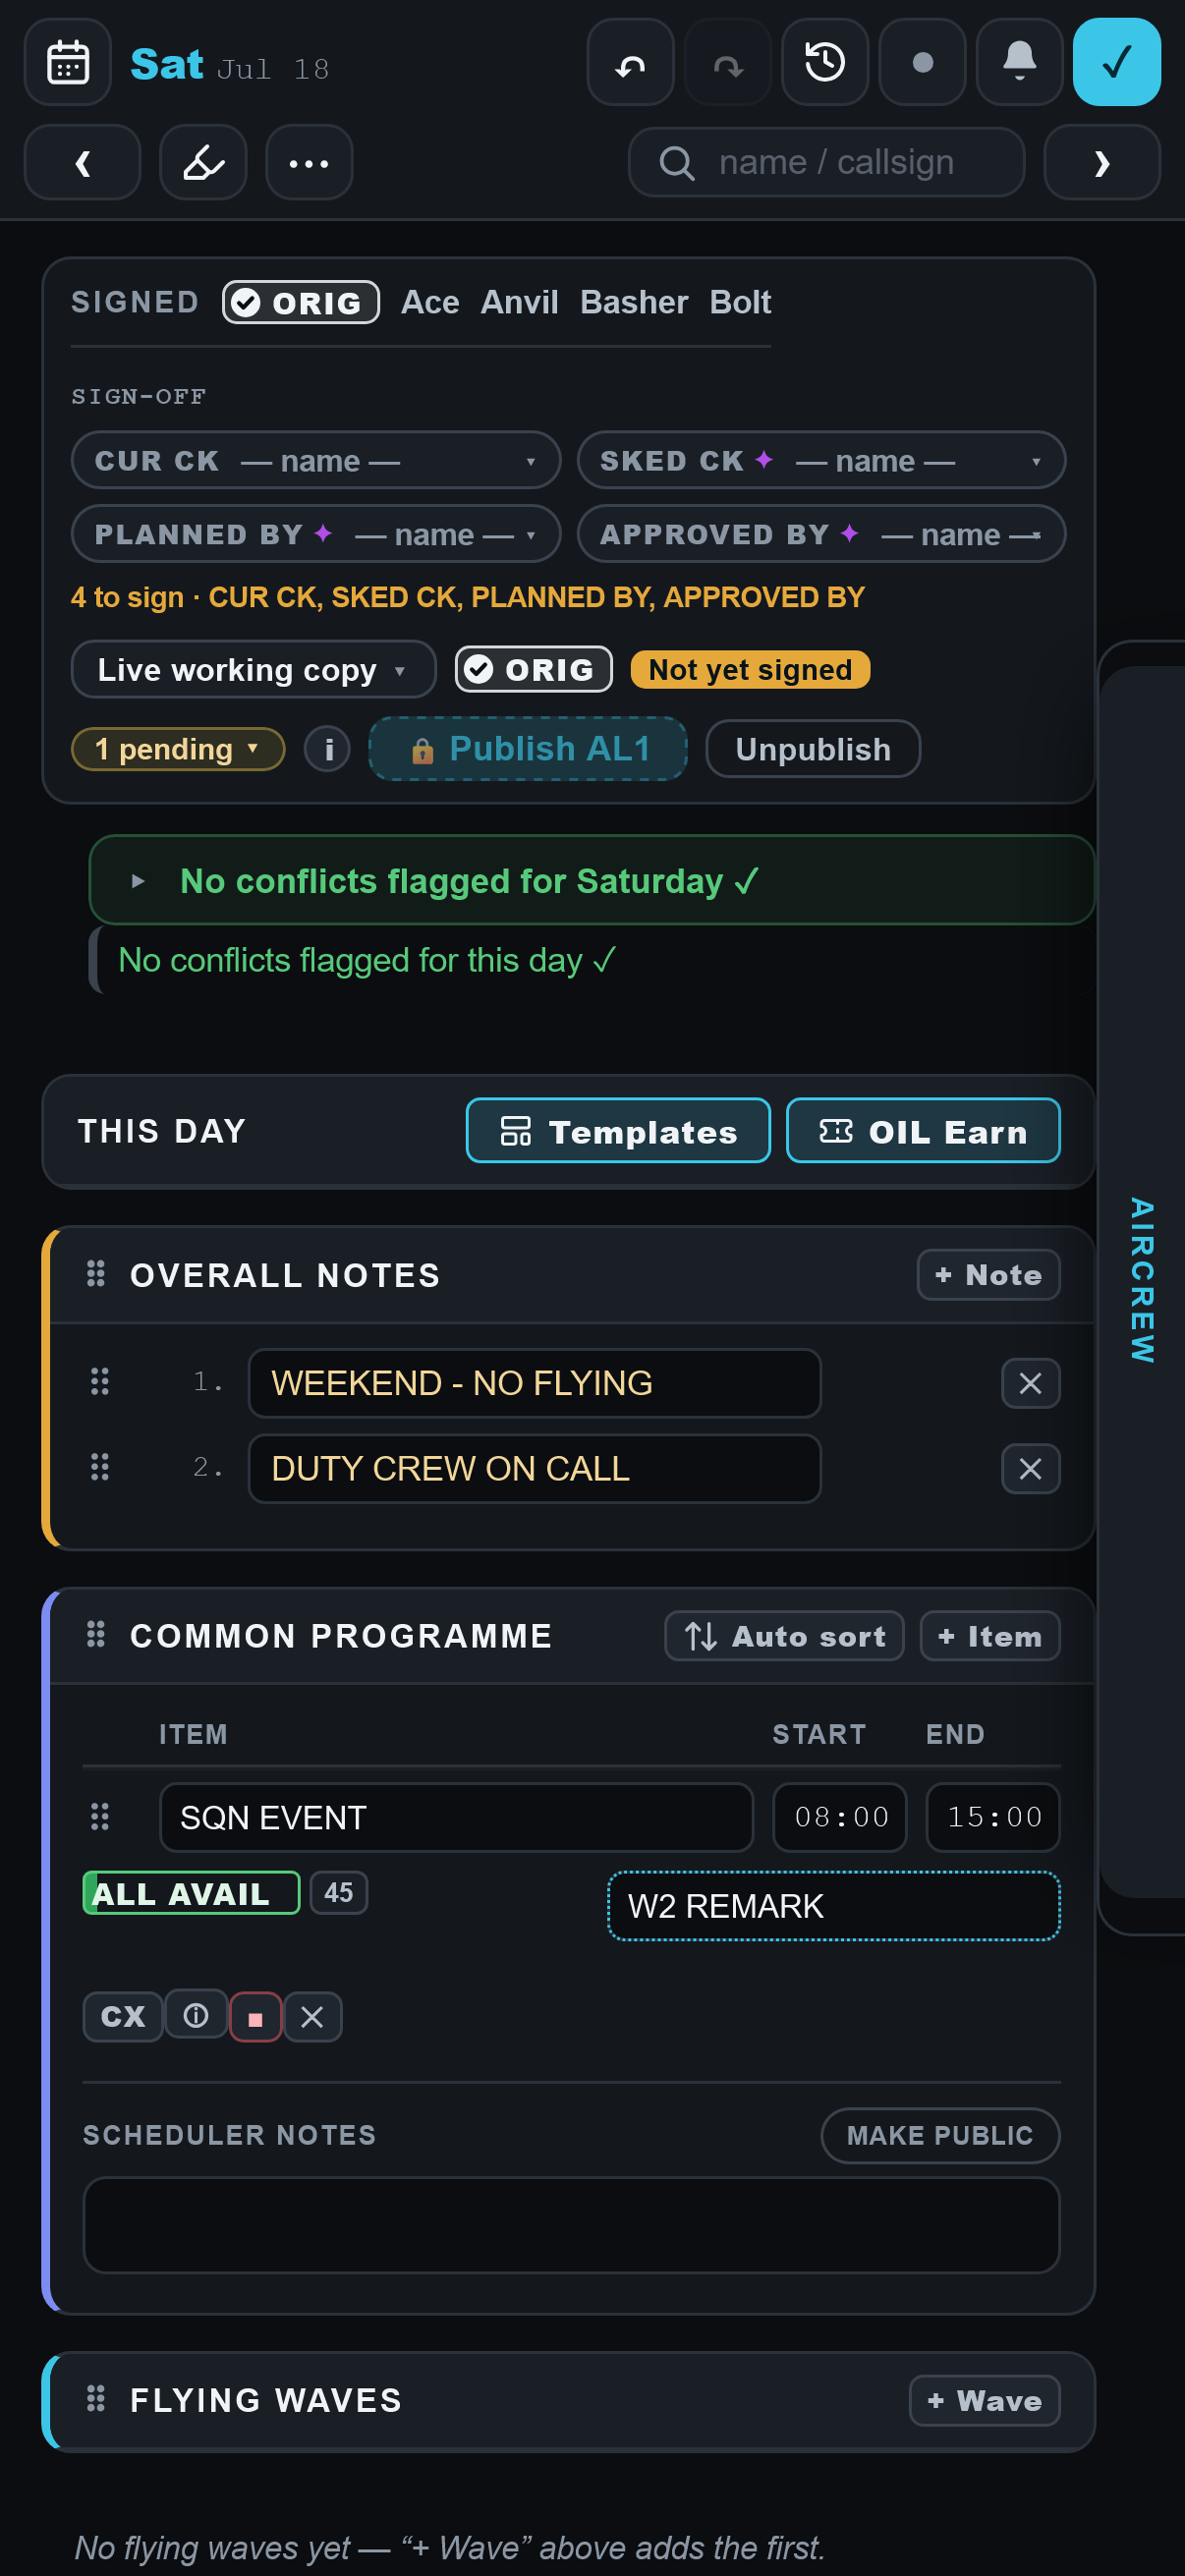 Sat Jul 18
name / callsign
SIGNED ORIG Ace Anvil Basher Bolt
SIGN-OFF
CUR CK — name —
SKED CK ✦ — name —
PLANNED BY ✦ — name —
APPROVED BY ✦ — name —
4 to sign · CUR CK, SKED CK, PLANNED BY, APPROVED BY
Live working copy ORIG Not yet signed
1 pending i Publish AL1 Unpublish
No conflicts flagged for Saturday ✓
No conflicts flagged for this day ✓
THIS DAY Templates OIL Earn
AIRCREW
OVERALL NOTES + Note
1. WEEKEND - NO FLYING
2. DUTY CREW ON CALL
COMMON PROGRAMME Auto sort + Item
ITEM START END
SQN EVENT 08:00 15:00
ALL AVAIL 45 W2 REMARK
CX
SCHEDULER NOTES MAKE PUBLIC
FLYING WAVES + Wave
No flying waves yet — “+ Wave” above adds the first.